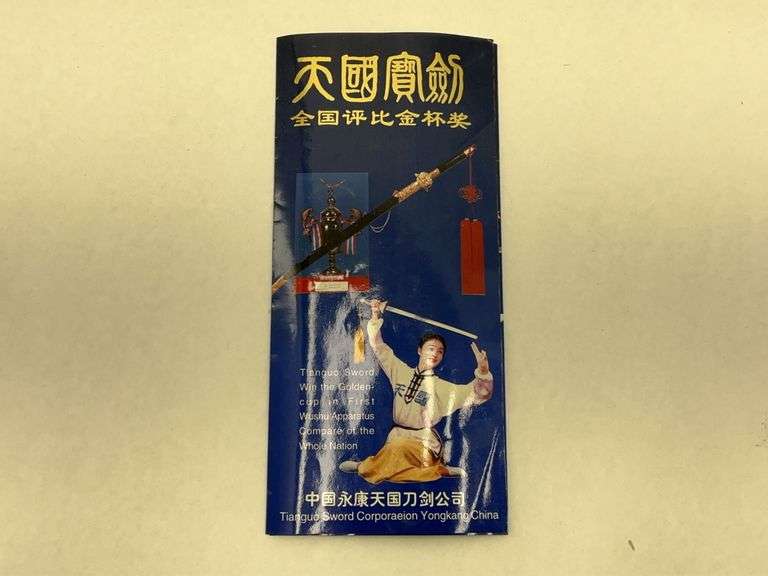 天國寶劍
全国评比金杯奖
Tianguo Sword
Win the Golden-
cup in First
Wushu Apparatus
Compare of the
Whole Nation
天國
中国永康天国刀剑公司
Tianguo Sword Corporaeion Yongkang China